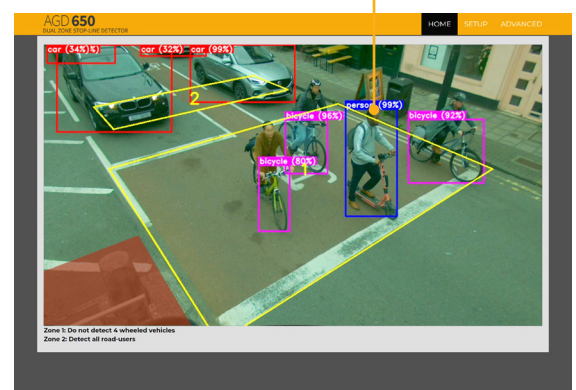 AGD 650
DUAL ZONE STOP-LINE DETECTOR
HOME SETUP ADVANCED
car (34%)%)
car (32%)
car (99%)
2
person (99%)
bicycle (96%)
bicycle (92%)
bicycle (80%)
1
Zone 1: Do not detect 4 wheeled vehicles
Zone 2: Detect all road-users